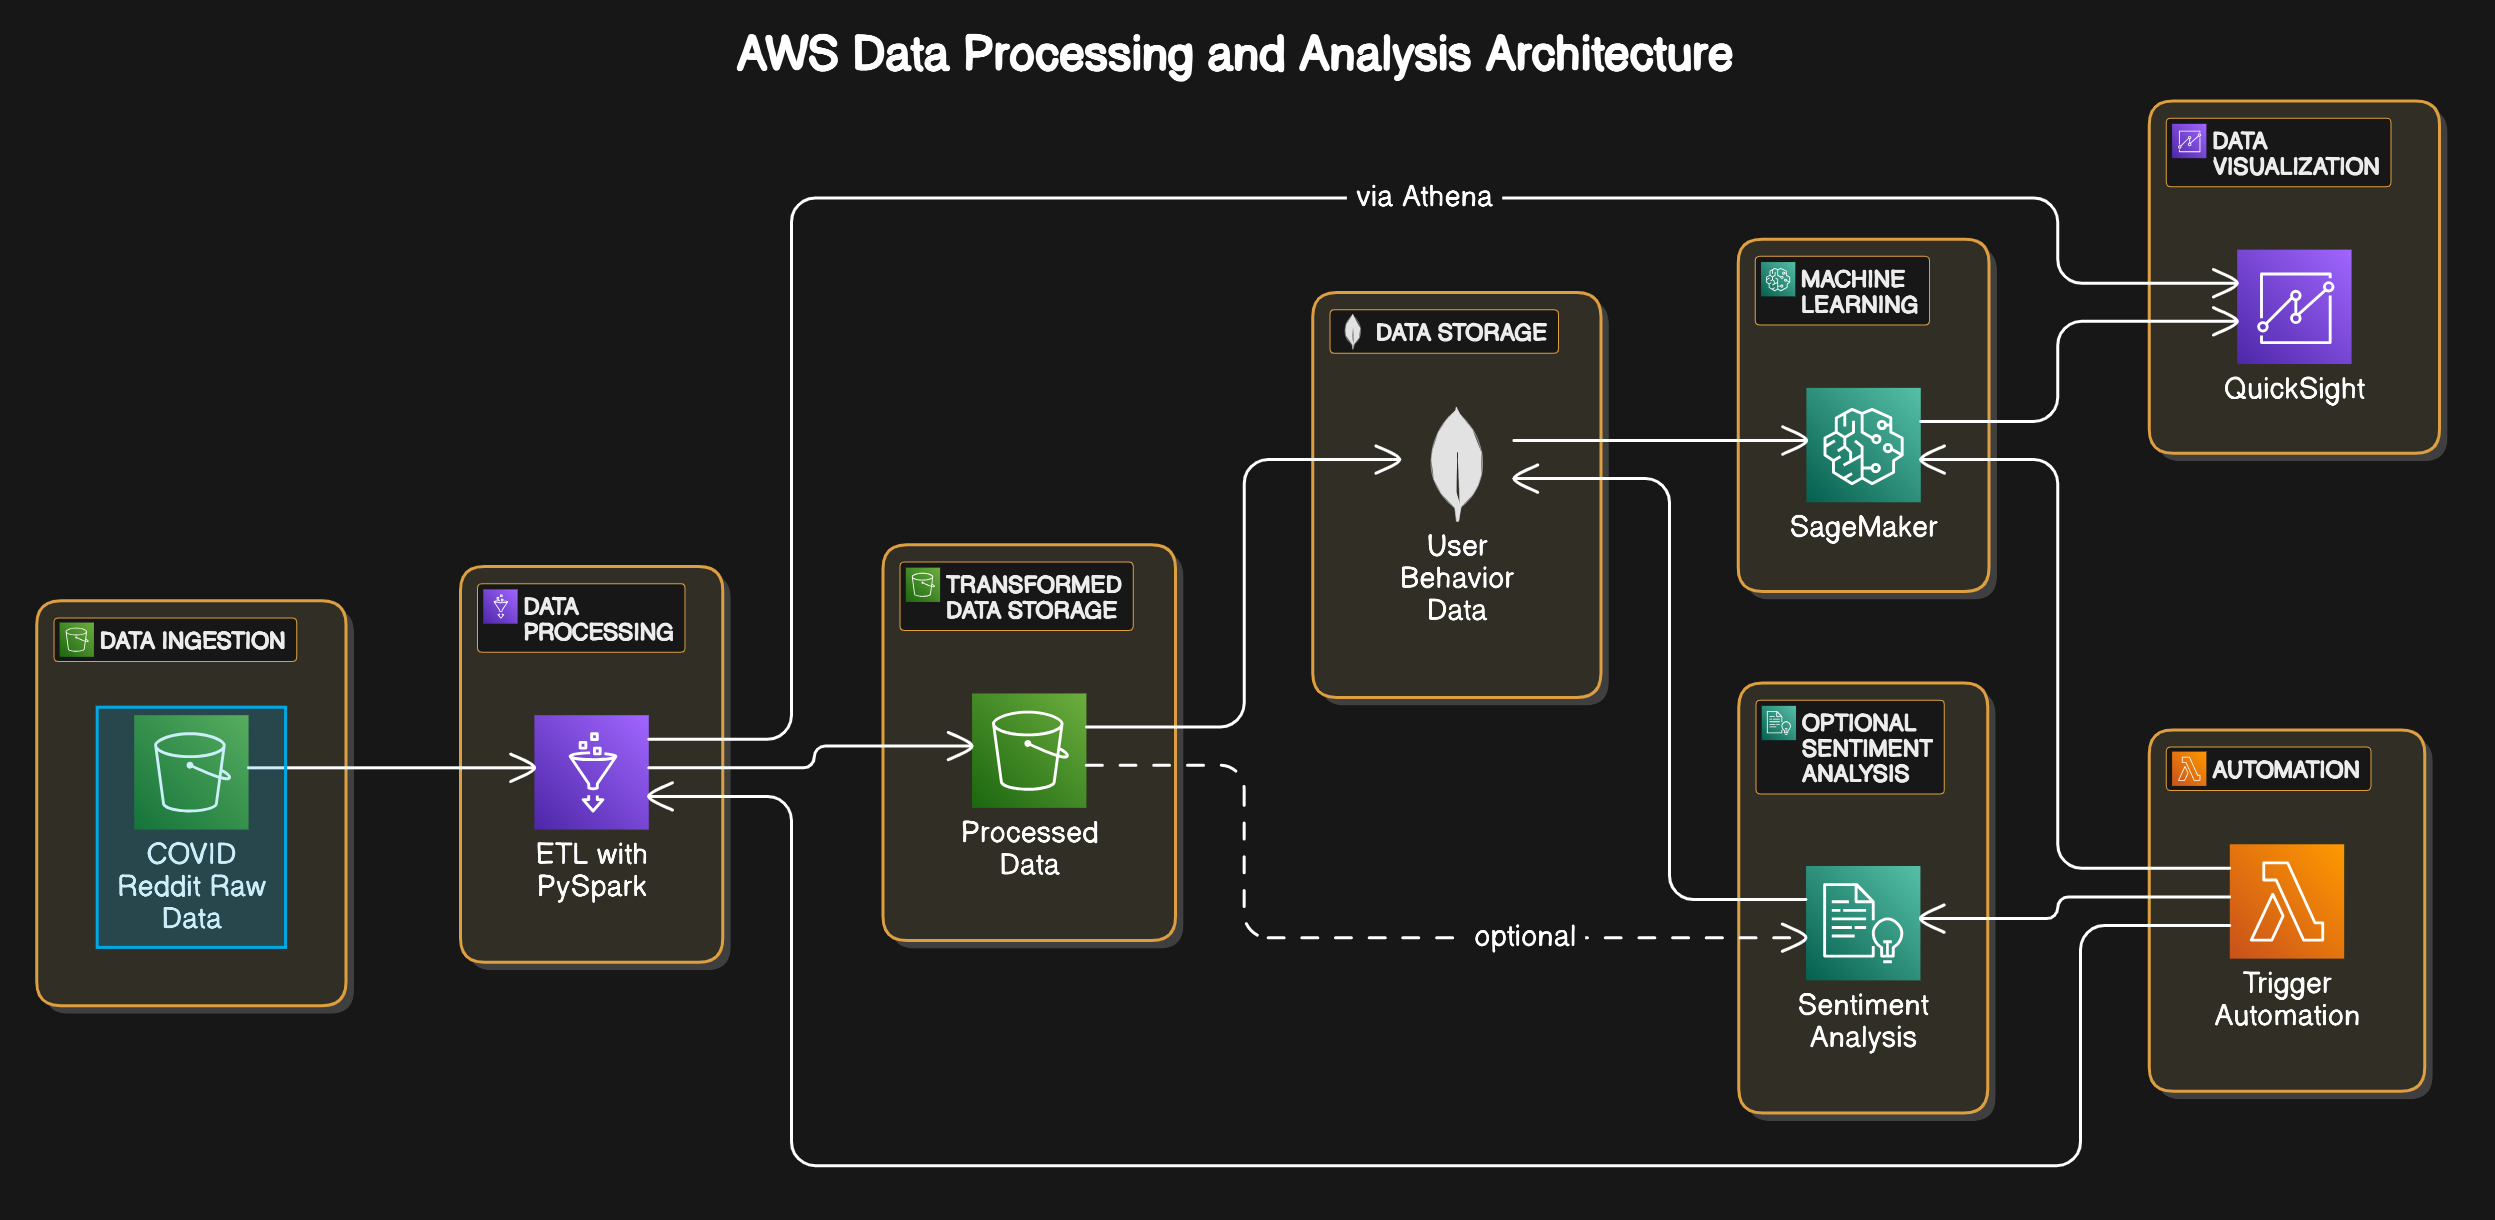 AWS Data Processing and Analysis Architecture
DATA
VISUALIZATION
via Athena
QuickSight
MACHINE
LEARNING
SageMaker
DATA STORAGE
User
Behavior
Data
TRANSFORMED
DATA STORAGE
Processed
Data
DATA
PROCESSING
ETL with
PySpark
DATA INGESTION
COVID
Reddit Raw
Data
OPTIONAL
SENTIMENT
ANALYSIS
optional
Sentiment
Analysis
AUTOMATION
Trigger
Automation